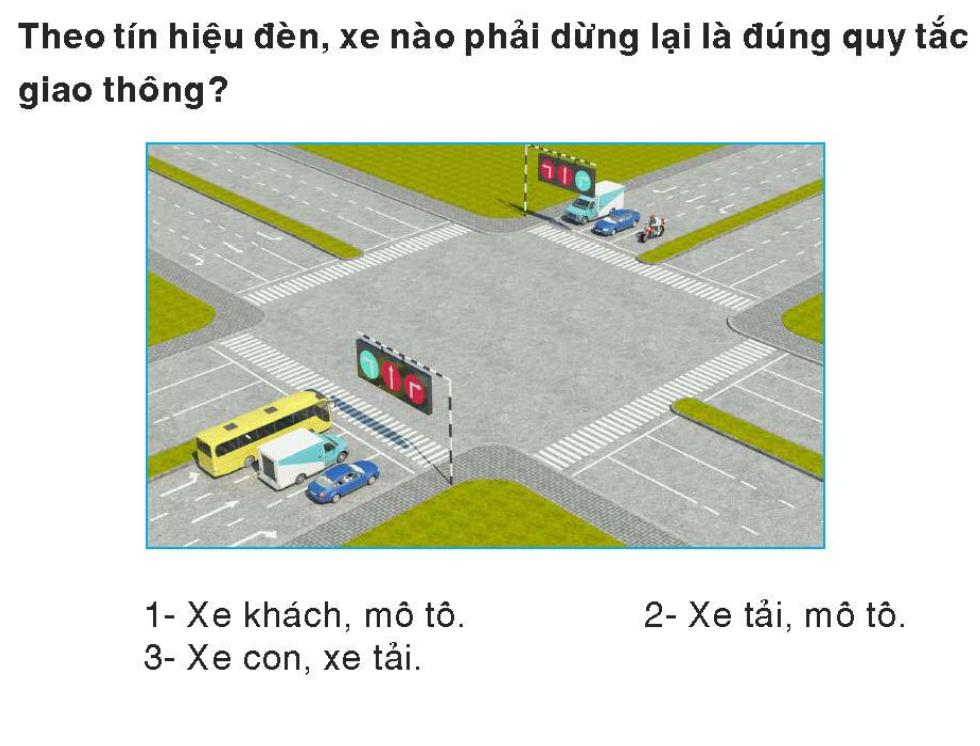 Theo tín hiệu đèn, xe nào phải dừng lại là đúng quy tắc
giao thông?
1- Xe khách, mô tô. 2- Xe tải, mô tô.
3- Xe con, xe tải.